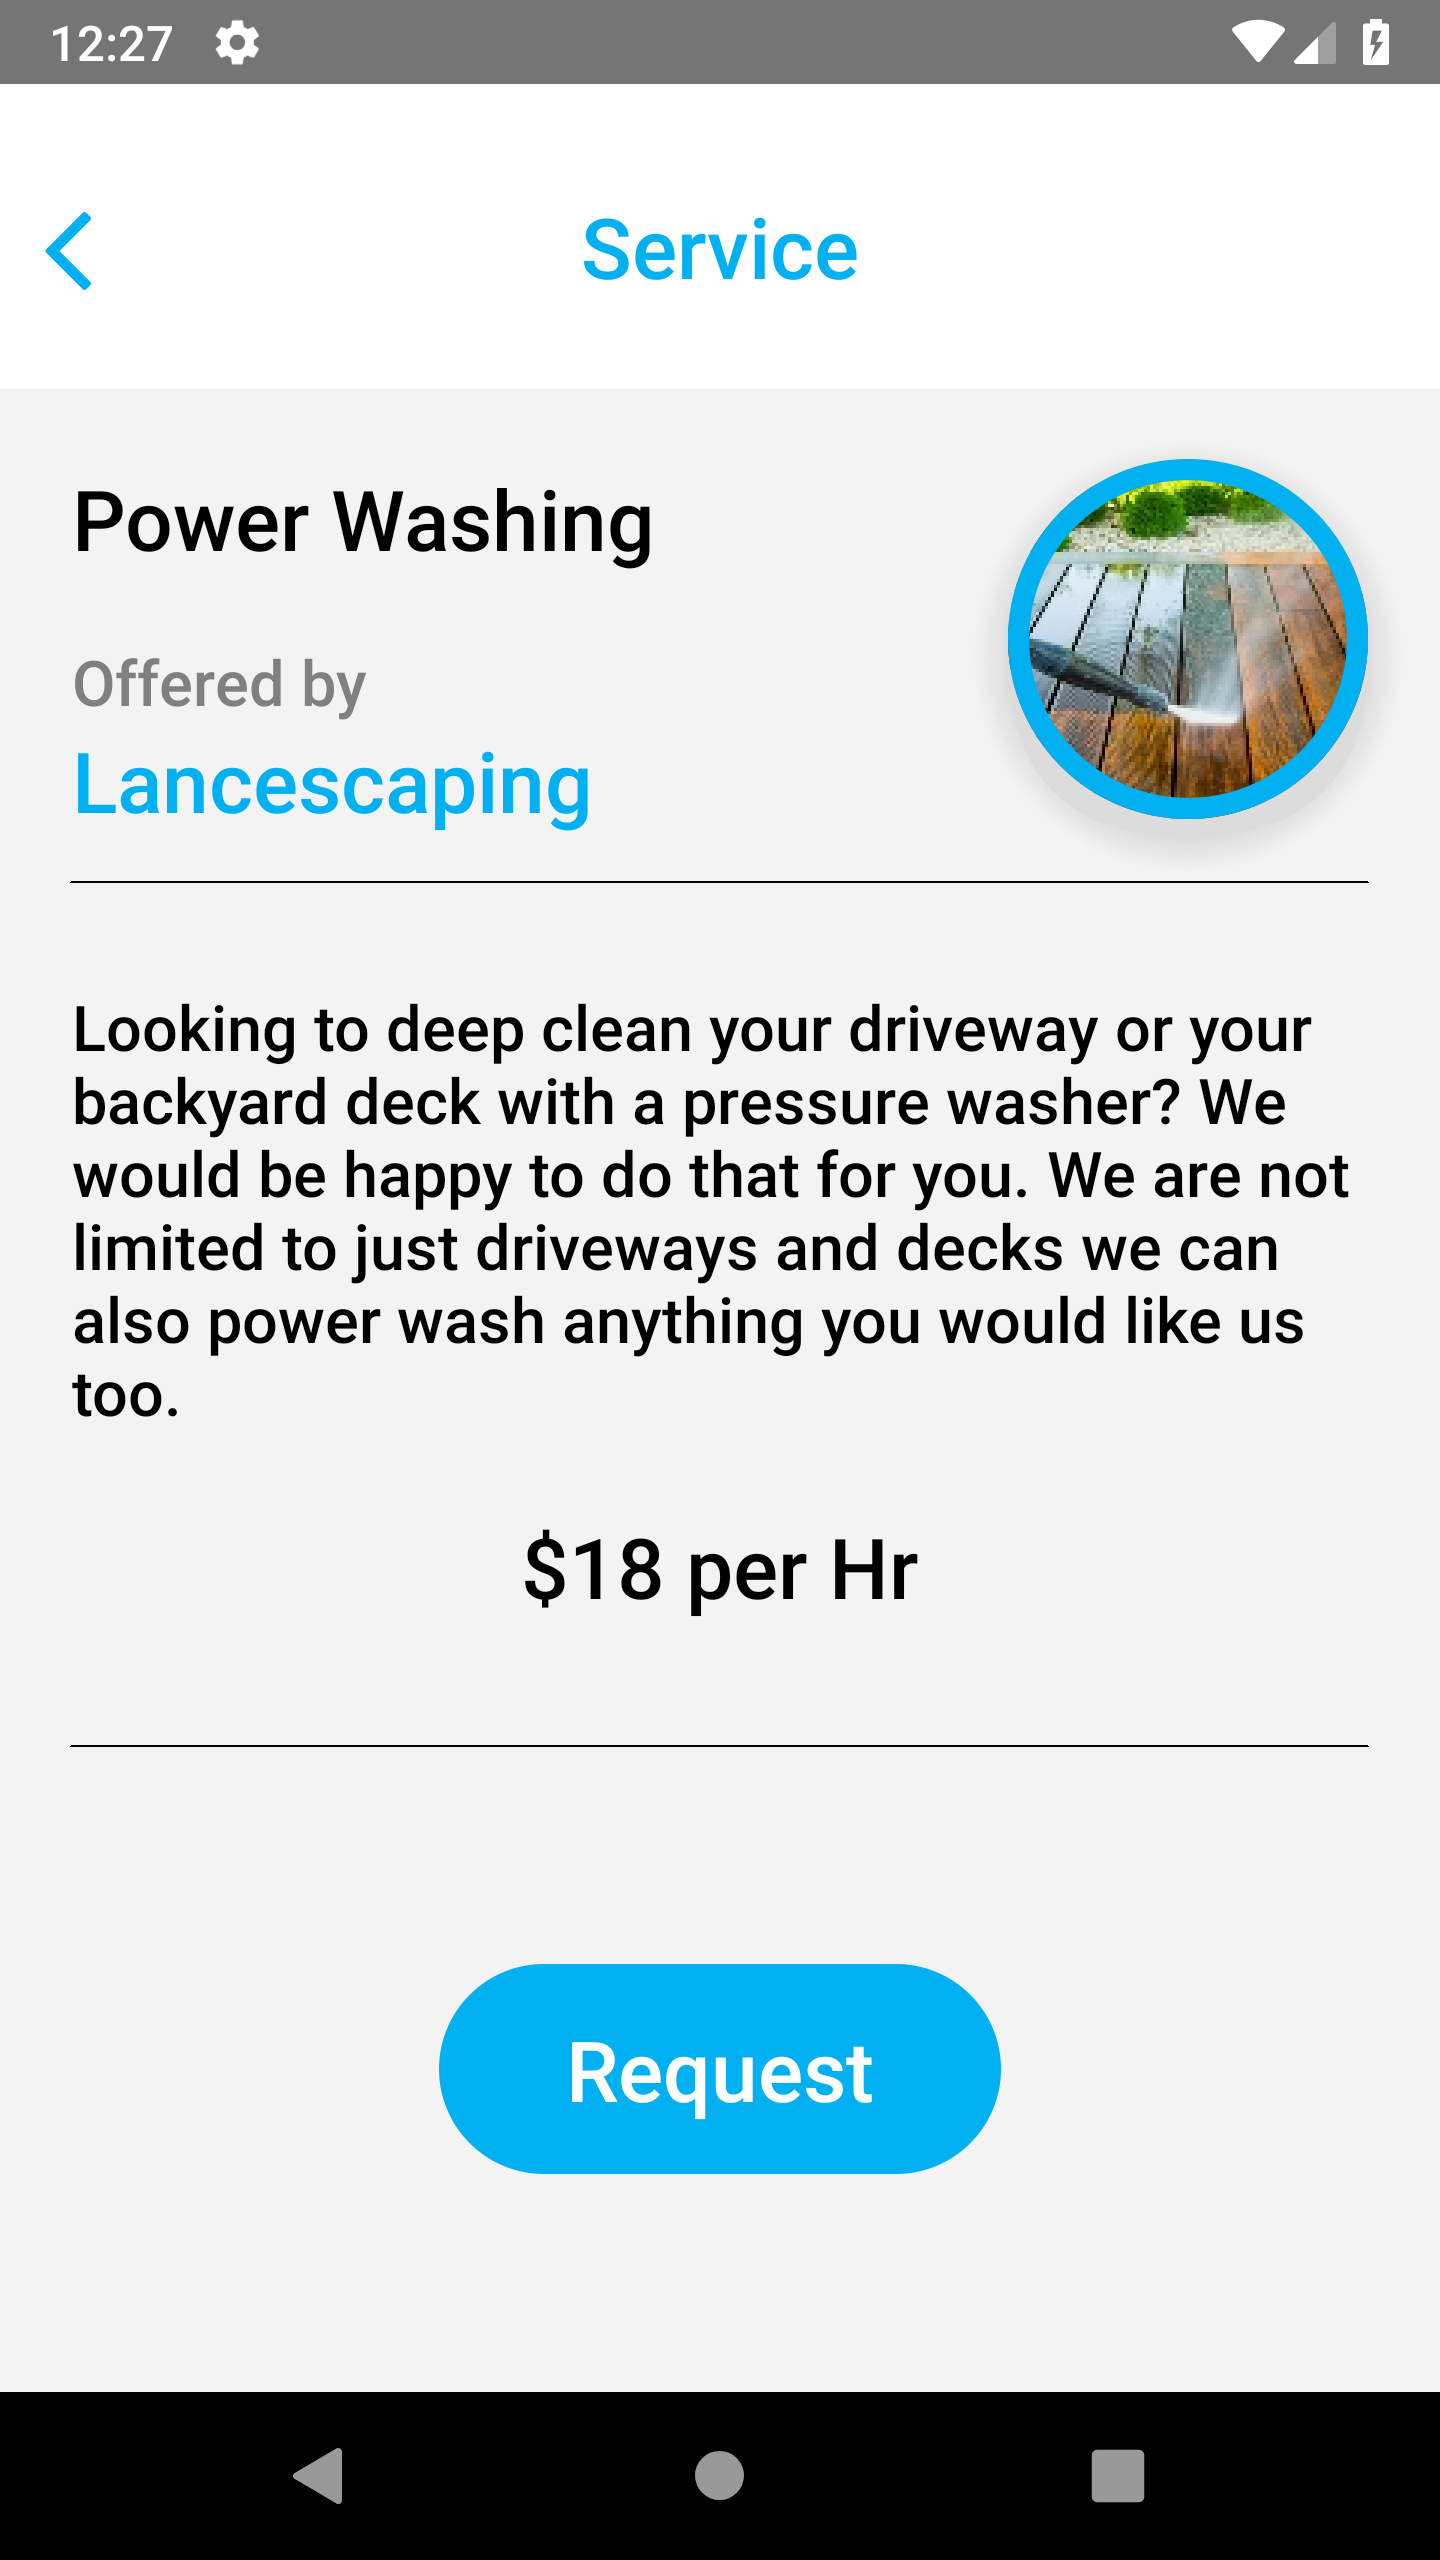 12:27
Service
Power Washing
Offered by
Lancescaping
Looking to deep clean your driveway or your
backyard deck with a pressure washer? We
would be happy to do that for you. We are not
limited to just driveways and decks we can
also power wash anything you would like us
too.
$18 per Hr
Request